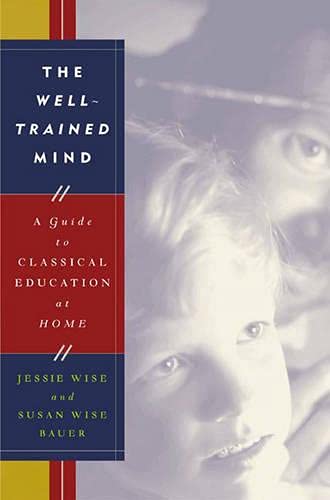 THE
WELL-
TRAINED
MIND
A Guide
to
CLASSICAL
EDUCATION
at
HOME
JESSIE WISE
and
SUSAN WISE
BAUER